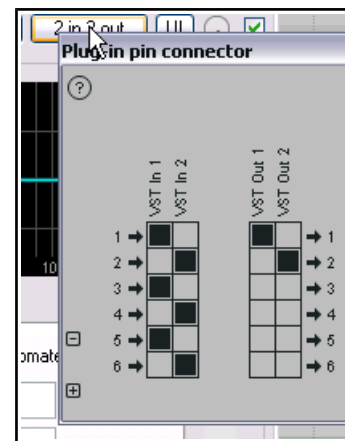 2 in 2 out
UI
Plug-in pin connector
?
VST In 1
VST In 2
VST Out 1
VST Out 2
1
1
2
2
3
3
4
4
5
5
6
6
10
omate